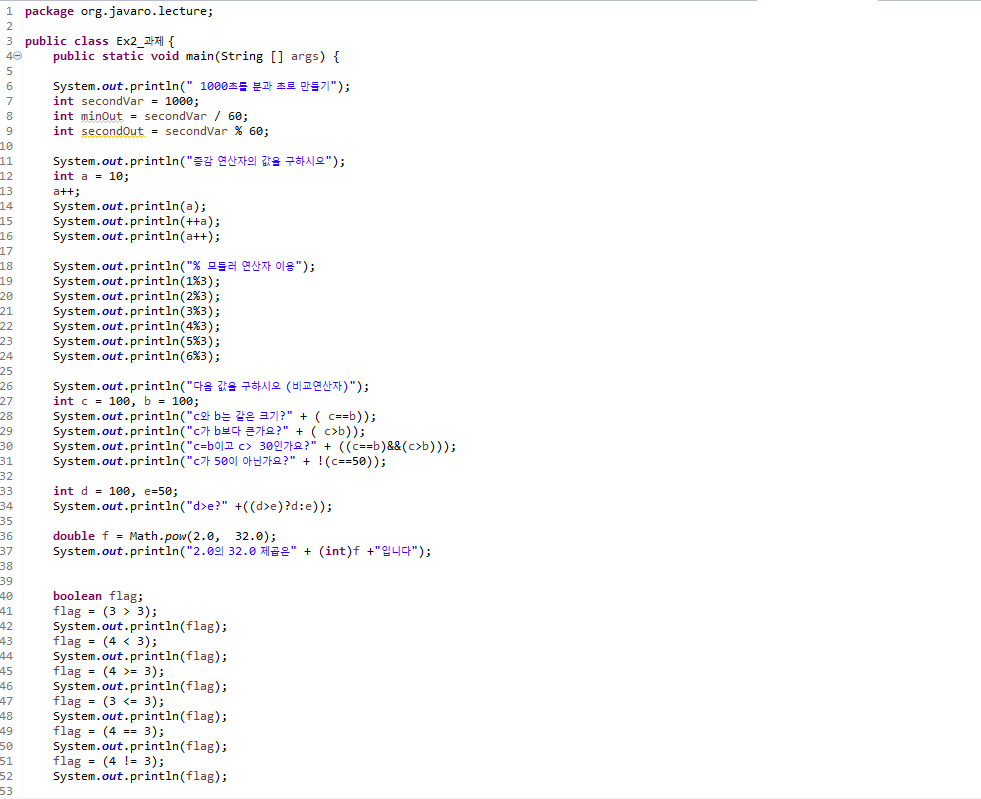 1 package org.javaro.lecture;
2
3 public class Ex2_과제 {
4 public static void main(String [] args) {
5
6 System.out.println(" 1000초를 분과 초로 만들기");
7 int secondVar = 1000;
8 int minOut = secondVar / 60;
9 int secondOut = secondVar % 60;
10
11 System.out.println("증감 연산자의 값을 구하시오");
12 int a = 10;
13 a++;
14 System.out.println(a);
15 System.out.println(++a);
16 System.out.println(a++);
17
18 System.out.println("% 모듈러 연산자 이용");
19 System.out.println(1%3);
20 System.out.println(2%3);
21 System.out.println(3%3);
22 System.out.println(4%3);
23 System.out.println(5%3);
24 System.out.println(6%3);
25
26 System.out.println("다음 값을 구하시오 (비교연산자)");
27 int c = 100, b = 100;
28 System.out.println("c와 b는 같은 크기?" + ( c==b));
29 System.out.println("c가 b보다 큰가요?" + ( c>b));
30 System.out.println("c=b이고 c> 30인가요?" + ((c==b)&&(c>b)));
31 System.out.println("c가 50이 아닌가요?" + !(c==50));
32
33 int d = 100, e=50;
34 System.out.println("d>e?" +((d>e)?d:e));
35
36 double f = Math.pow(2.0, 32.0);
37 System.out.println("2.0의 32.0 제곱은" + (int)f +"입니다");
38
39
40 boolean flag;
41 flag = (3 > 3);
42 System.out.println(flag);
43 flag = (4 < 3);
44 System.out.println(flag);
45 flag = (4 >= 3);
46 System.out.println(flag);
47 flag = (3 <= 3);
48 System.out.println(flag);
49 flag = (4 == 3);
50 System.out.println(flag);
51 flag = (4 != 3);
52 System.out.println(flag);
53